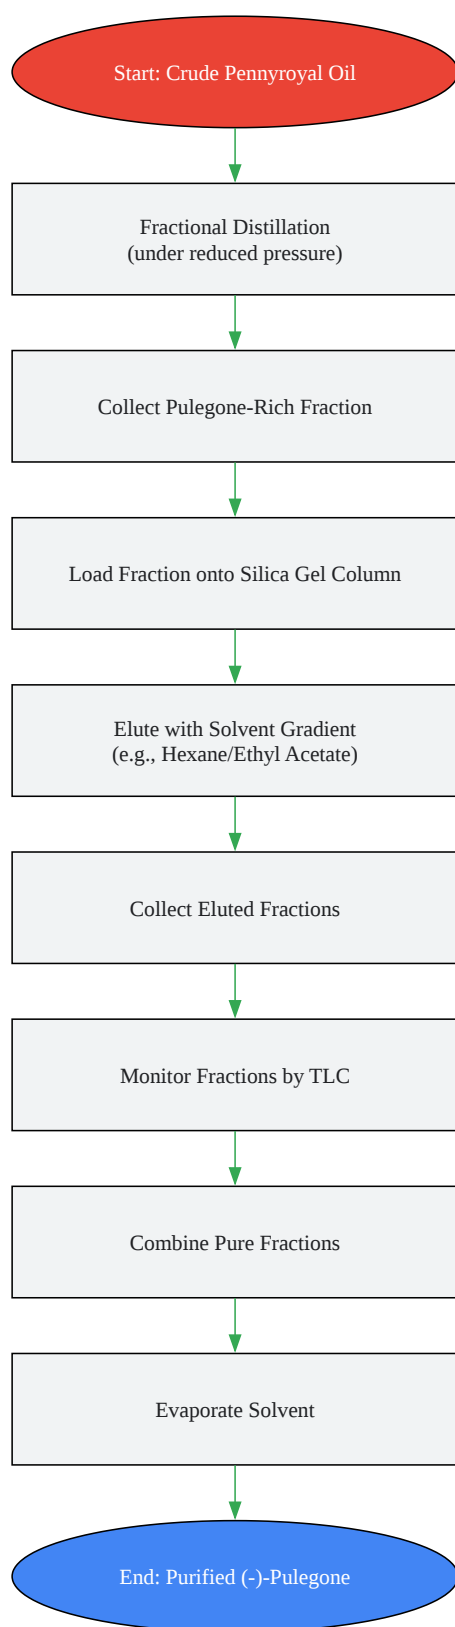 Start: Crude Pennyroyal Oil
Fractional Distillation
(under reduced pressure)
Collect Pulegone-Rich Fraction
Load Fraction onto Silica Gel Column
Elute with Solvent Gradient
(e.g., Hexane/Ethyl Acetate)
Collect Eluted Fractions
Monitor Fractions by TLC
Combine Pure Fractions
Evaporate Solvent
End: Purified (-)-Pulegone